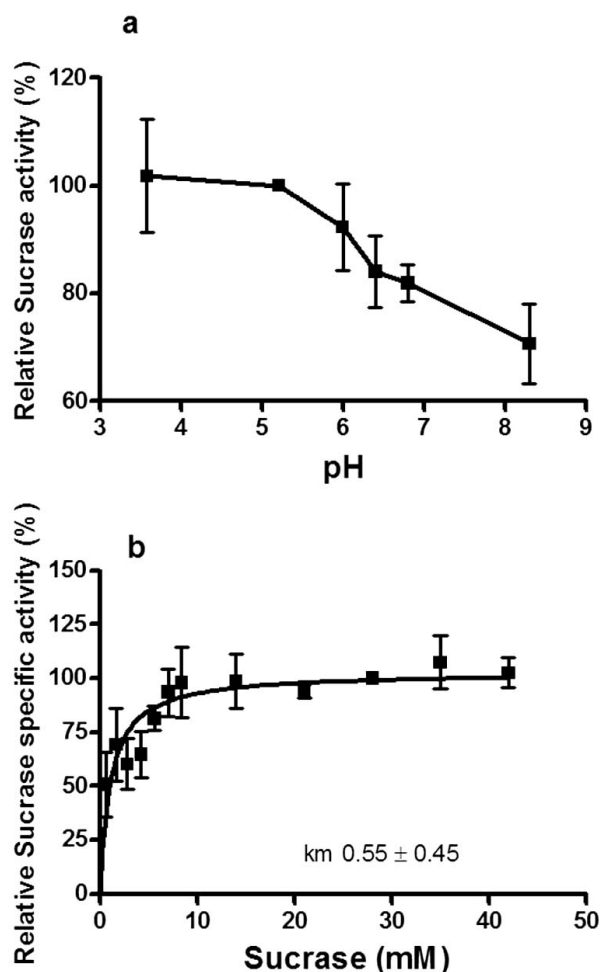 a
Relative Sucrase activity (%)
120
100
80
60
3 4 5 6 7 8 9
pH
b
Relative Sucrase specific activity (%)
150
125
100
75
50
25
0
km 0.55 ± 0.45
0 10 20 30 40 50
Sucrase (mM)